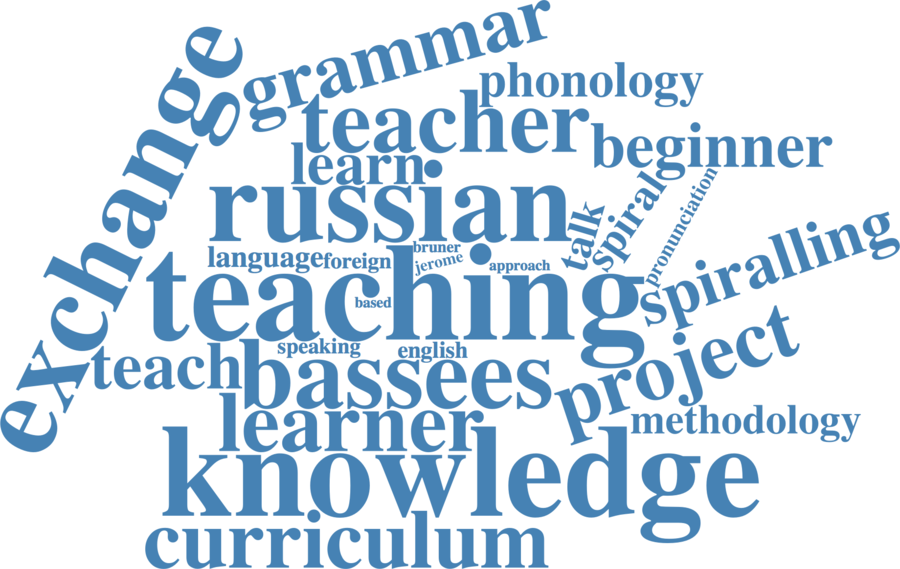 exchange
grammar
phonology
teacher
beginner
learn
russian
talk
spiral
pronunciation
language
foreign
bruner
jerome
approach
spiralling
teaching
based
speaking
english
teach
bassees
project
learner
methodology
knowledge
curriculum